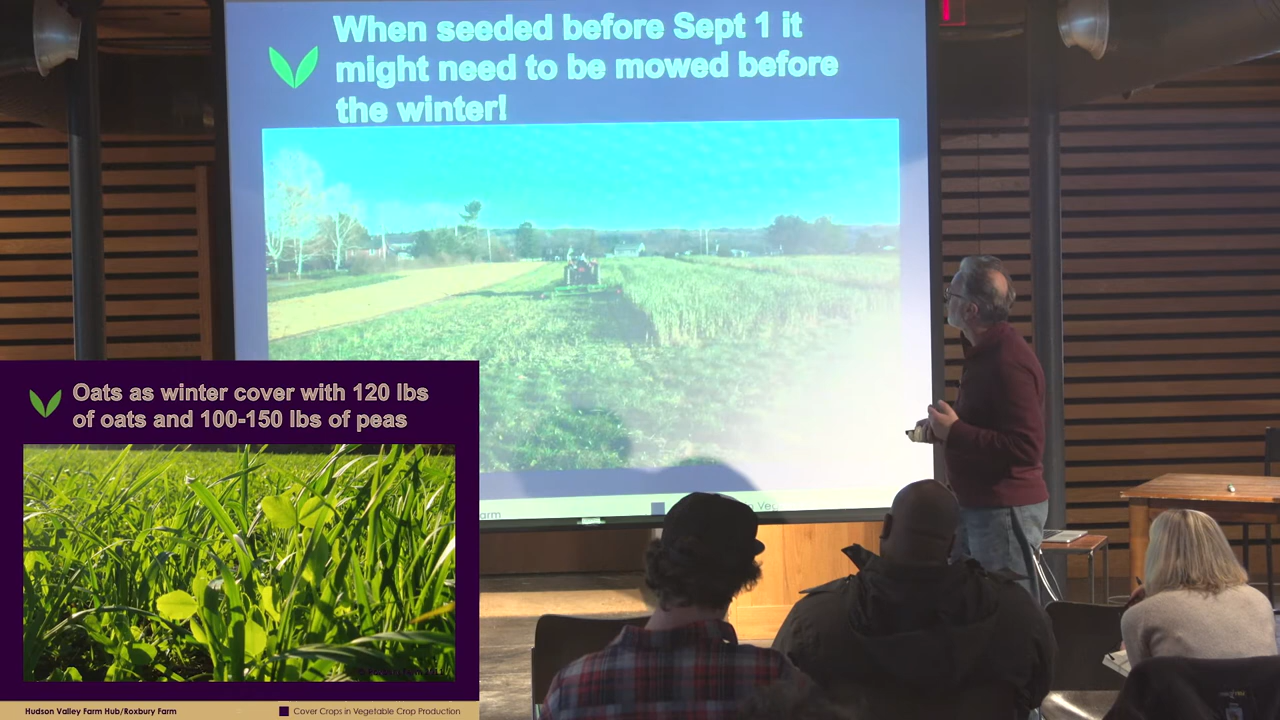 When seeded before Sept 1 it
might need to be mowed before
the winter!
arm
Oats as winter cover with 120 lbs
of oats and 100-150 lbs of peas
Hudson Valley Farm Hub/Roxbury Farm
Cover Crops in Vegetable Crop Production